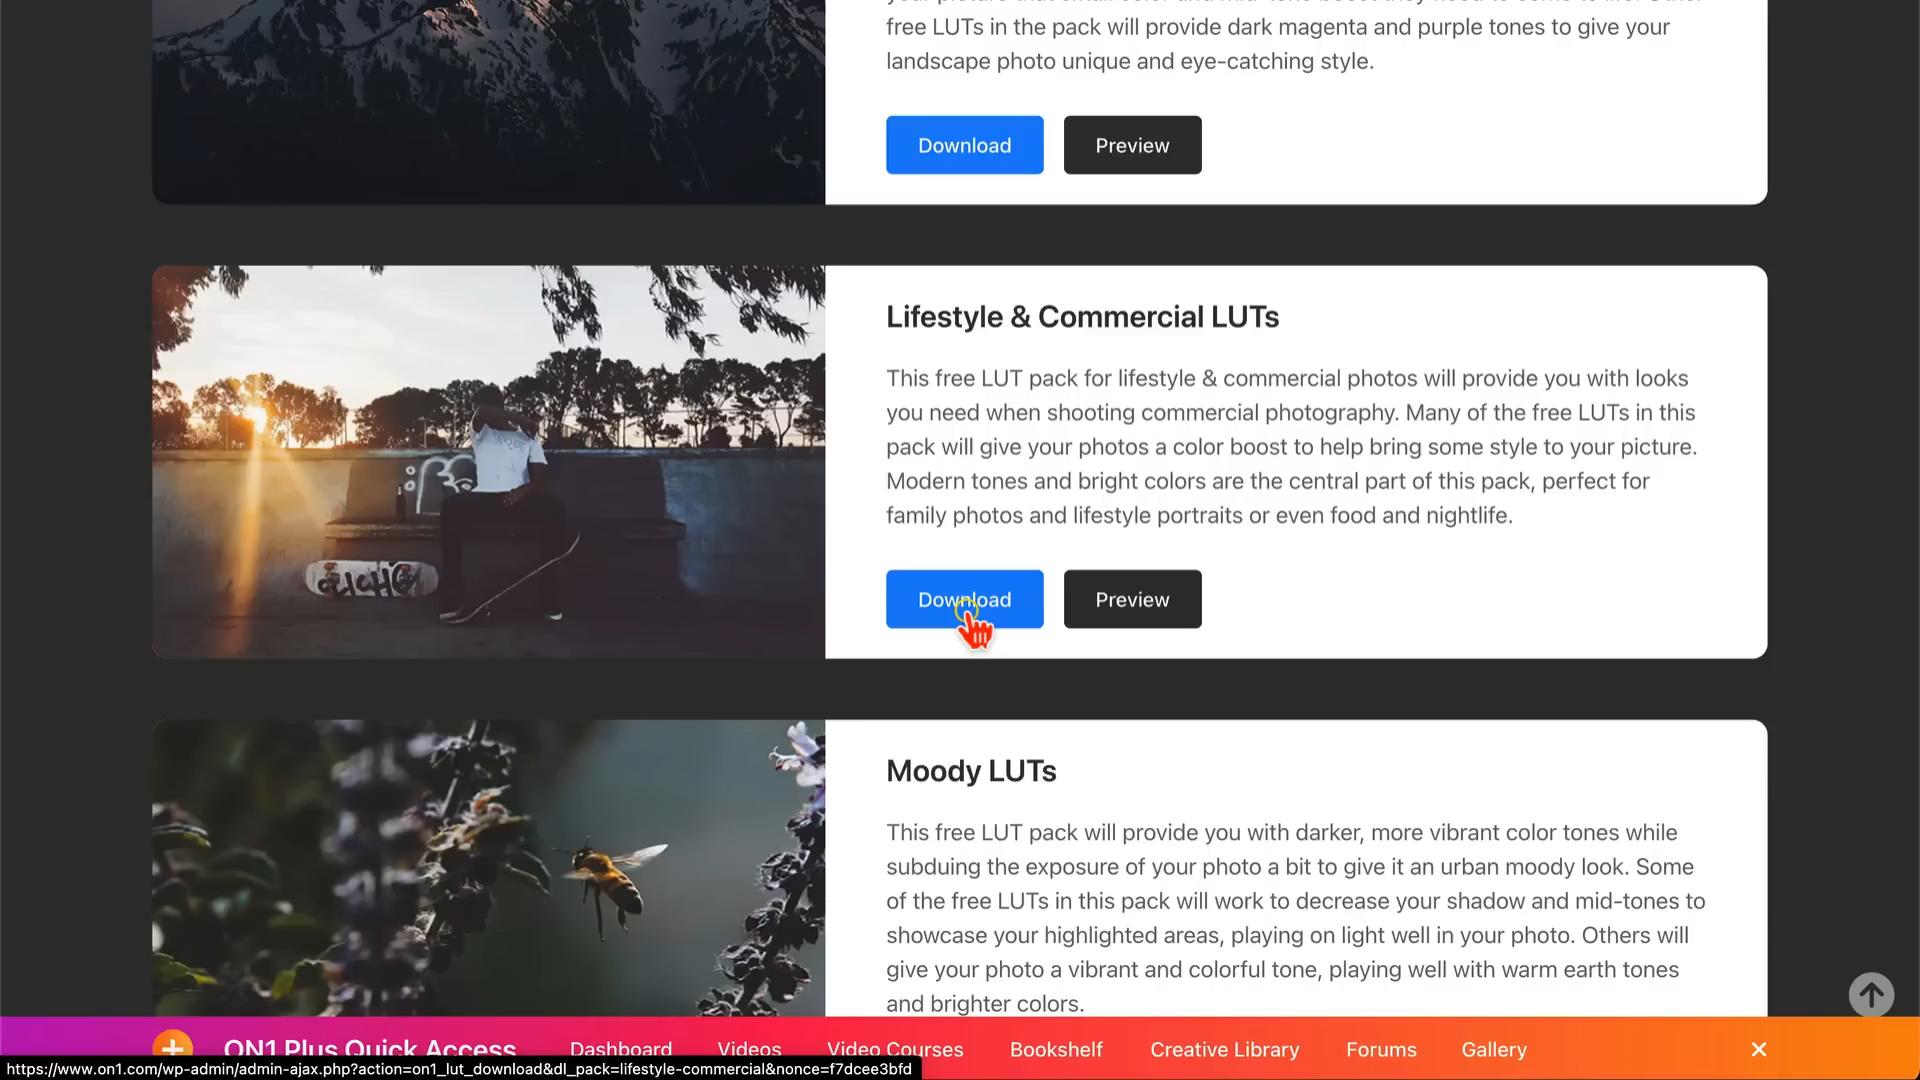 free LUTs in the pack will provide dark magenta and purple tones to give your
landscape photo unique and eye-catching style.
Download
Preview
Lifestyle & Commercial LUTs
This free LUT pack for lifestyle & commercial photos will provide you with looks
you need when shooting commercial photography. Many of the free LUTs in this
pack will give your photos a color boost to help bring some style to your picture.
Modern tones and bright colors are the central part of this pack, perfect for
family photos and lifestyle portraits or even food and nightlife.
Download
Preview
Moody LUTs
This free LUT pack will provide you with darker, more vibrant color tones while
subduing the exposure of your photo a bit to give it an urban moody look. Some
of the free LUTs in this pack will work to decrease your shadow and mid-tones to
showcase your highlighted areas, playing on light well in your photo. Others will
give your photo a vibrant and colorful tone, playing well with warm earth tones
and brighter colors.
ON1 Plus Quick Access
Dashboard
Videos
Video Courses
Bookshelf
Creative Library
Forums
Gallery
https://www.on1.com/wp-admin/admin-ajax.php?action=on1_lut_download&dl_pack=lifestyle-commercial&nonce=f7dcee3bfd